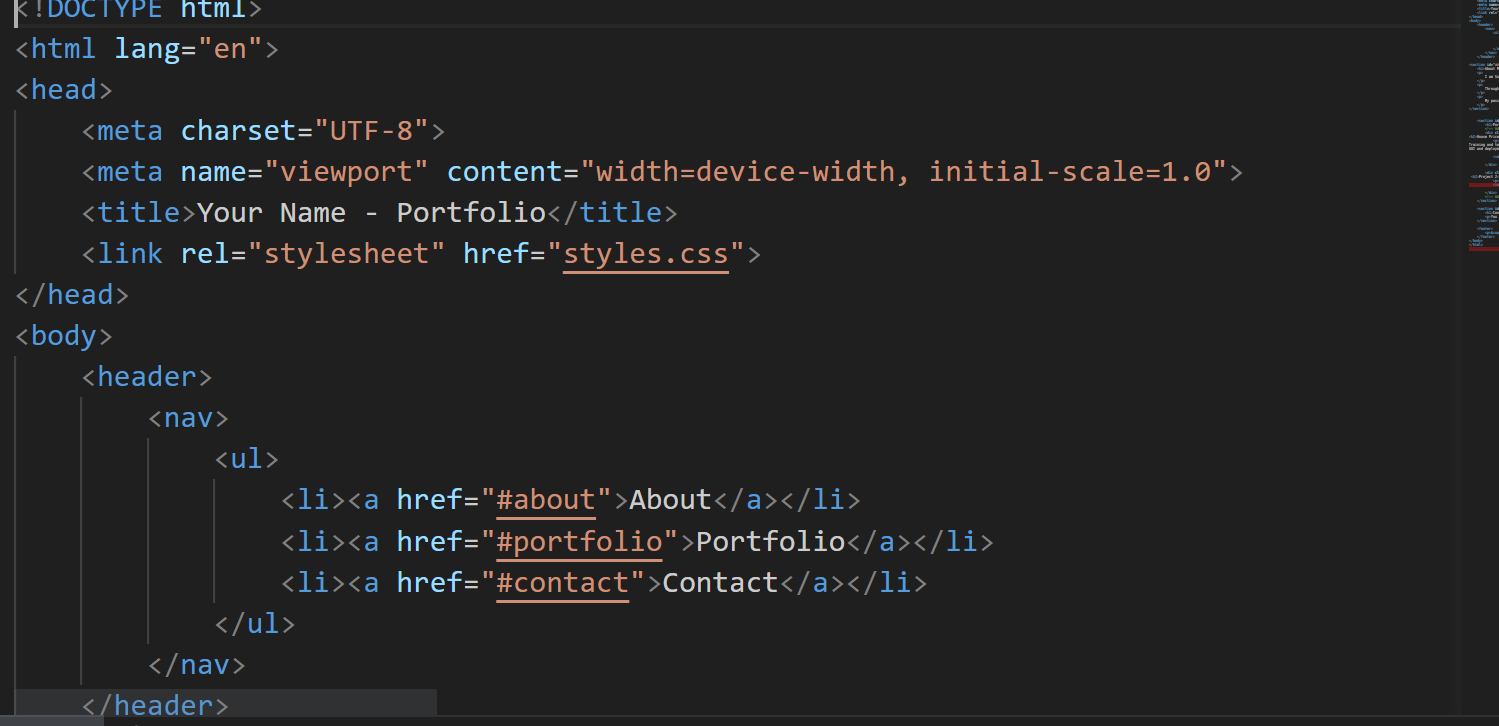 <!DOCTYPE html>
<html lang="en">
<head>
    <meta charset="UTF-8">
    <meta name="viewport" content="width=device-width, initial-scale=1.0">
    <title>Your Name - Portfolio</title>
    <link rel="stylesheet" href="styles.css">
</head>
<body>
    <header>
        <nav>
            <ul>
                <li><a href="#about">About</a></li>
                <li><a href="#portfolio">Portfolio</a></li>
                <li><a href="#contact">Contact</a></li>
            </ul>
        </nav>
    </header>